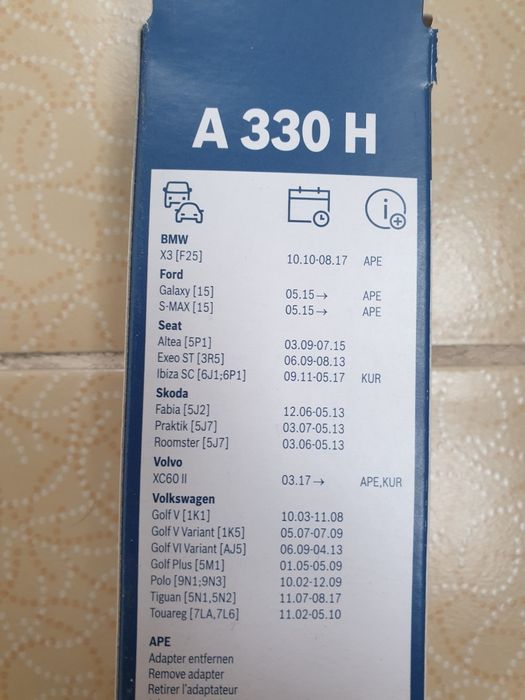 A 330 H
BMW
X3 [F25] 10.10-08.17 APE
Ford
Galaxy [15] 05.15→ APE
S-MAX [15] 05.15→ APE
Seat
Altea [5P1] 03.09-07.15
Exeo ST [3R5] 06.09-08.13
Ibiza SC [6J1;6P1] 09.11-05.17 KUR
Skoda
Fabia [5J2] 12.06-05.13
Praktik [5J7] 03.07-05.13
Roomster [5J7] 03.06-05.13
Volvo
XC60 II 03.17→ APE,KUR
Volkswagen
Golf V [1K1] 10.03-11.08
Golf V Variant [1K5] 05.07-07.09
Golf VI Variant [AJ5] 06.09-04.13
Golf Plus [5M1] 01.05-05.09
Polo [9N1;9N3] 10.02-12.09
Tiguan [5N1,5N2] 11.07-08.17
Touareg [7LA,7L6] 11.02-05.10
APE
Adapter entfernen
Remove adapter
Retirer l'adaptateur